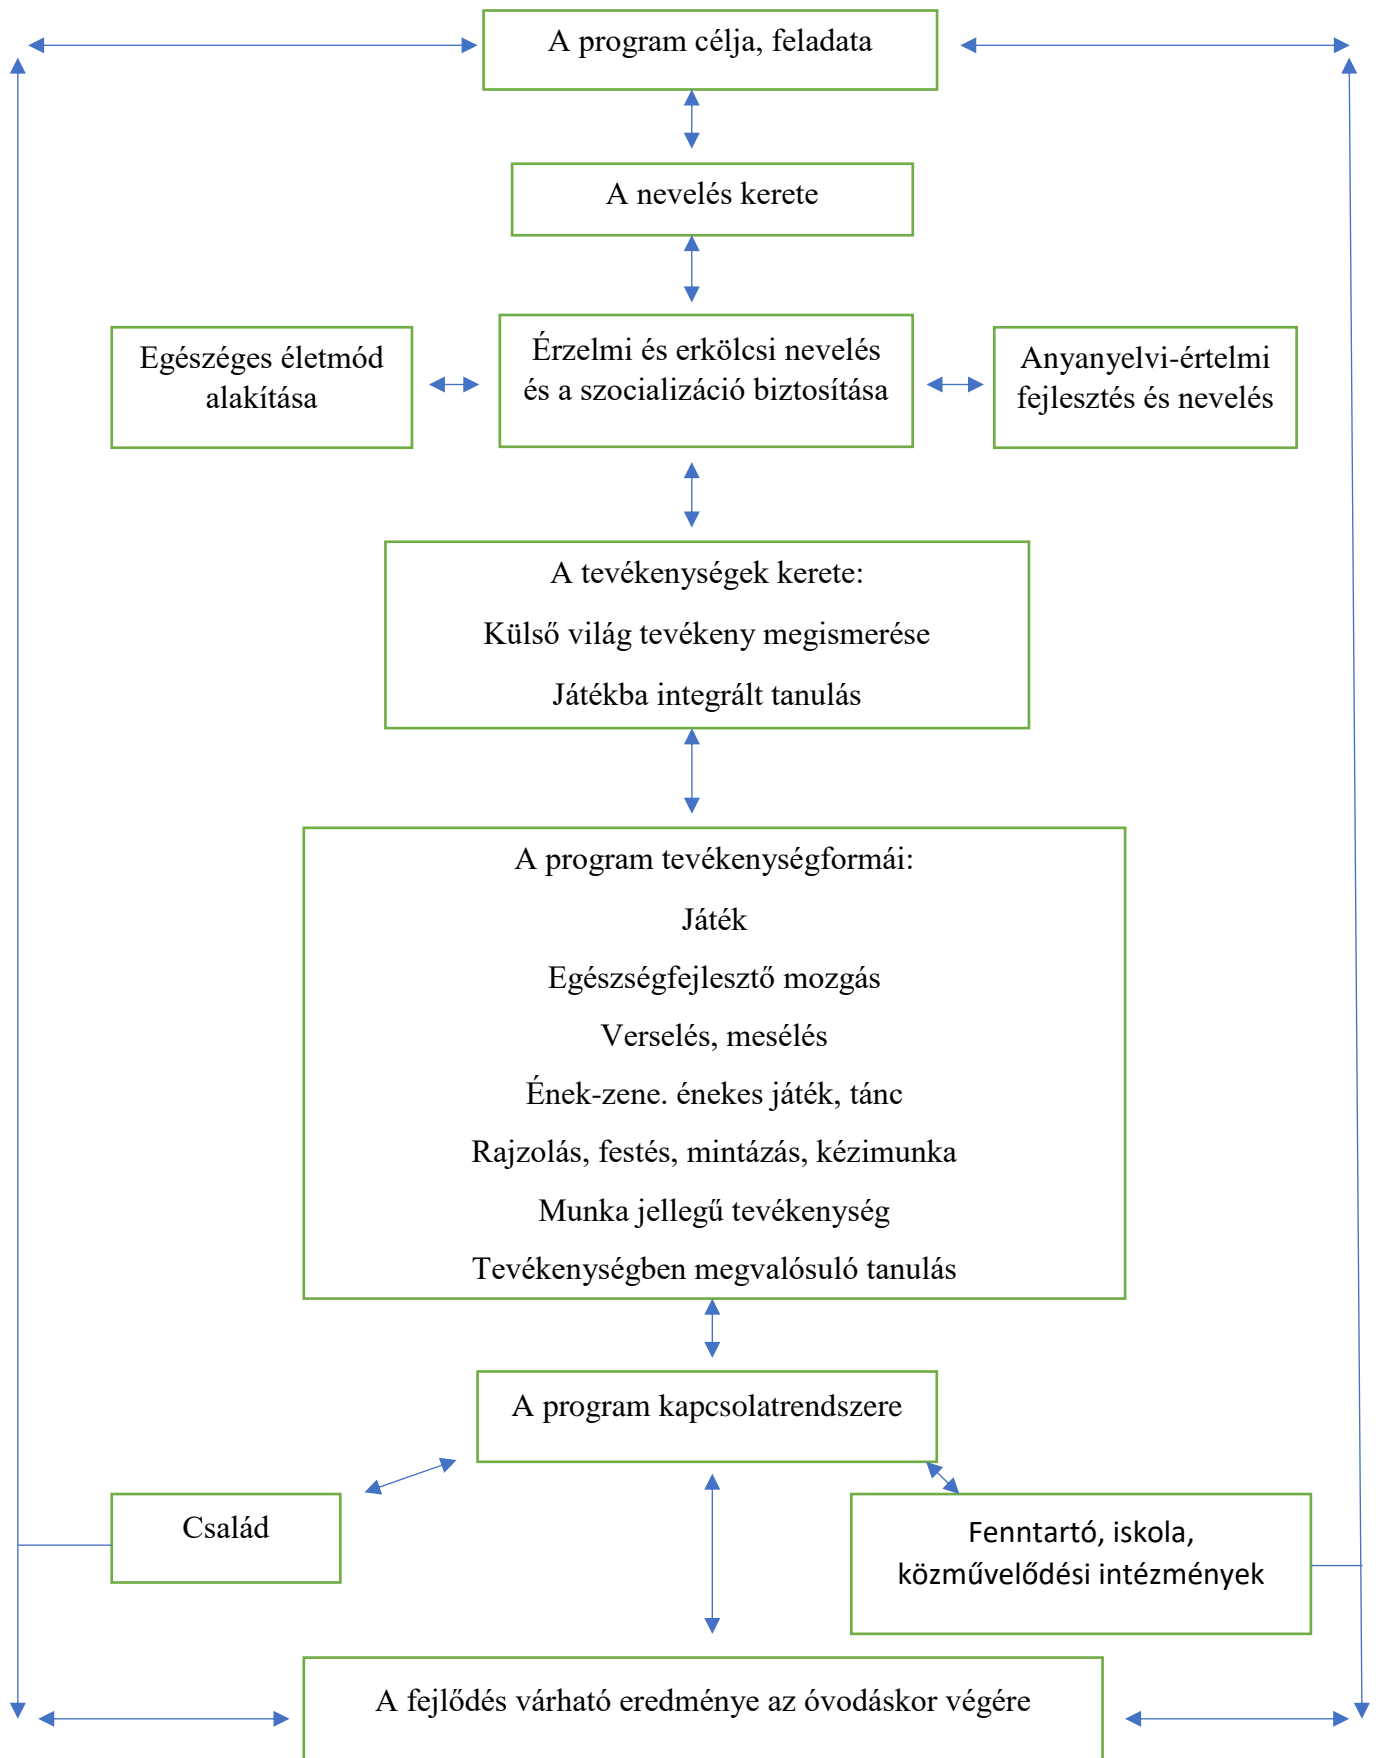 A program célja, feladata
A nevelés kerete
Egészéges életmód
alakítása
Érzelmi és erkölcsi nevelés
és a szocializáció biztosítása
Anyanyelvi-értelmi
fejlesztés és nevelés
A tevékenységek kerete:
Külső világ tevékeny megismerése
Játékba integrált tanulás
A program tevékenységformái:
Játék
Egészségfejlesztő mozgás
Verselés, mesélés
Ének-zene. énekes játék, tánc
Rajzolás, festés, mintázás, kézimunka
Munka jellegű tevékenység
Tevékenységben megvalósuló tanulás
A program kapcsolatrendszere
Család
Fenntartó, iskola,
közművelődési intézmények
A fejlődés várható eredménye az óvodáskor végére